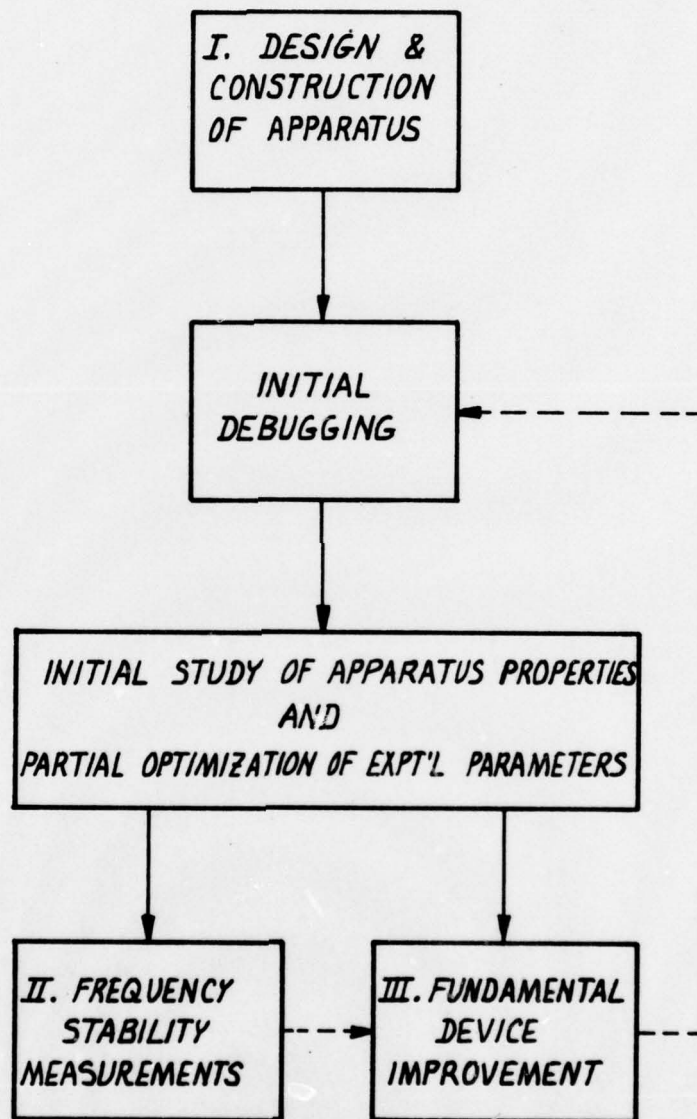 I. DESIGN &
CONSTRUCTION
OF APPARATUS
INITIAL
DEBUGGING
INITIAL STUDY OF APPARATUS PROPERTIES
AND
PARTIAL OPTIMIZATION OF EXPT'L PARAMETERS
II. FREQUENCY
STABILITY
MEASUREMENTS
III. FUNDAMENTAL
DEVICE
IMPROVEMENT